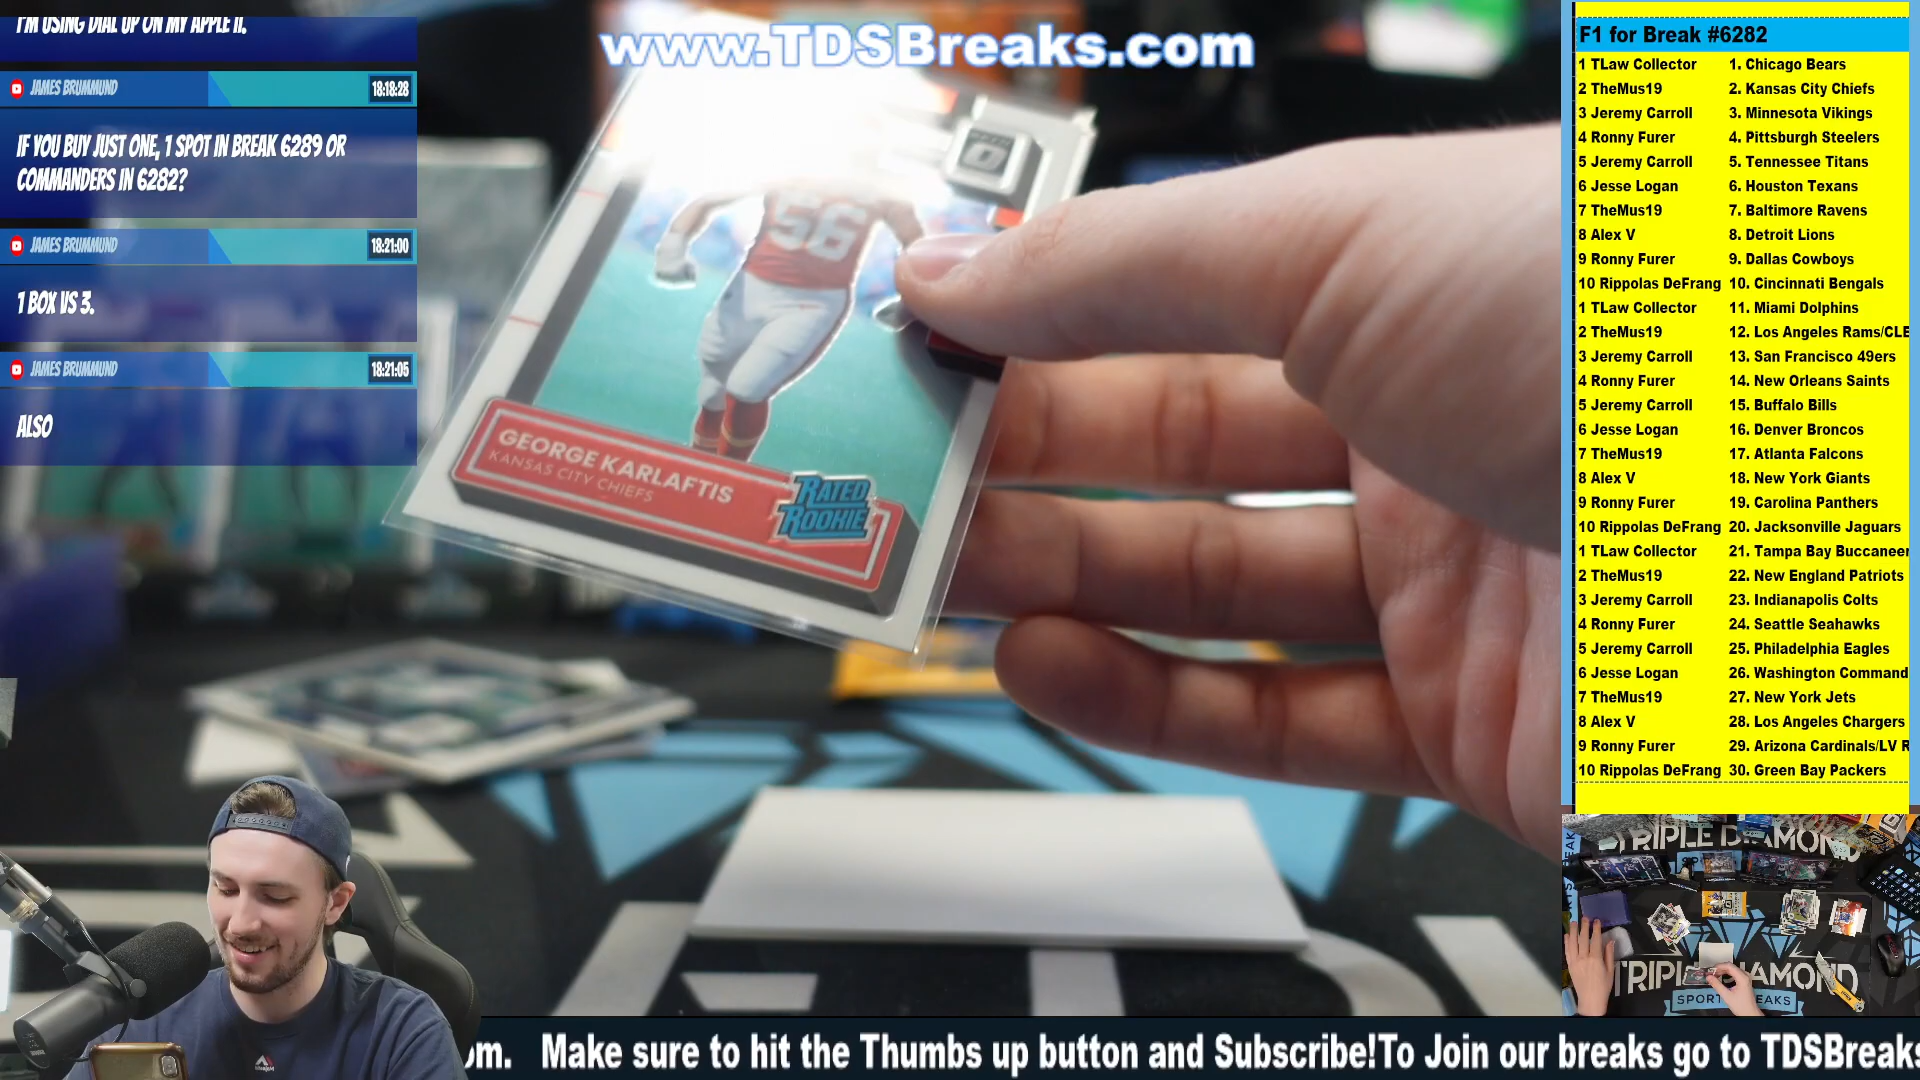 I'M USING DIAL UP ON MY APPLE II.
JAMES BRUMMUND 18:18:28
IF YOU BUY JUST ONE, 1 SPOT IN BREAK 6289 OR
COMMANDERS IN 6282?
JAMES BRUMMUND 18:21:00
1 BOX VS 3.
JAMES BRUMMUND 18:21:05
ALSO
www.TDSBreaks.com
56
GEORGE KARLAFTIS
KANSAS CITY CHIEFS
RATED
ROOKIE
F1 for Break #6282
1 TLaw Collector 1. Chicago Bears
2 TheMus19 2. Kansas City Chiefs
3 Jeremy Carroll 3. Minnesota Vikings
4 Ronny Furer 4. Pittsburgh Steelers
5 Jeremy Carroll 5. Tennessee Titans
6 Jesse Logan 6. Houston Texans
7 TheMus19 7. Baltimore Ravens
8 Alex V 8. Detroit Lions
9 Ronny Furer 9. Dallas Cowboys
10 Rippolas DeFrang 10. Cincinnati Bengals
1 TLaw Collector 11. Miami Dolphins
2 TheMus19 12. Los Angeles Rams/CLE
3 Jeremy Carroll 13. San Francisco 49ers
4 Ronny Furer 14. New Orleans Saints
5 Jeremy Carroll 15. Buffalo Bills
6 Jesse Logan 16. Denver Broncos
7 TheMus19 17. Atlanta Falcons
8 Alex V 18. New York Giants
9 Ronny Furer 19. Carolina Panthers
10 Rippolas DeFrang 20. Jacksonville Jaguars
1 TLaw Collector 21. Tampa Bay Buccaneer
2 TheMus19 22. New England Patriots
3 Jeremy Carroll 23. Indianapolis Colts
4 Ronny Furer 24. Seattle Seahawks
5 Jeremy Carroll 25. Philadelphia Eagles
6 Jesse Logan 26. Washington Command
7 TheMus19 27. New York Jets
8 Alex V 28. Los Angeles Chargers
9 Ronny Furer 29. Arizona Cardinals/LV R
10 Rippolas DeFrang 30. Green Bay Packers
TRIPLE DIAMOND
TRIPLE DIAMOND
SPORTS BREAKS
om. Make sure to hit the Thumbs up button and Subscribe!To Join our breaks go to TDSBreaks